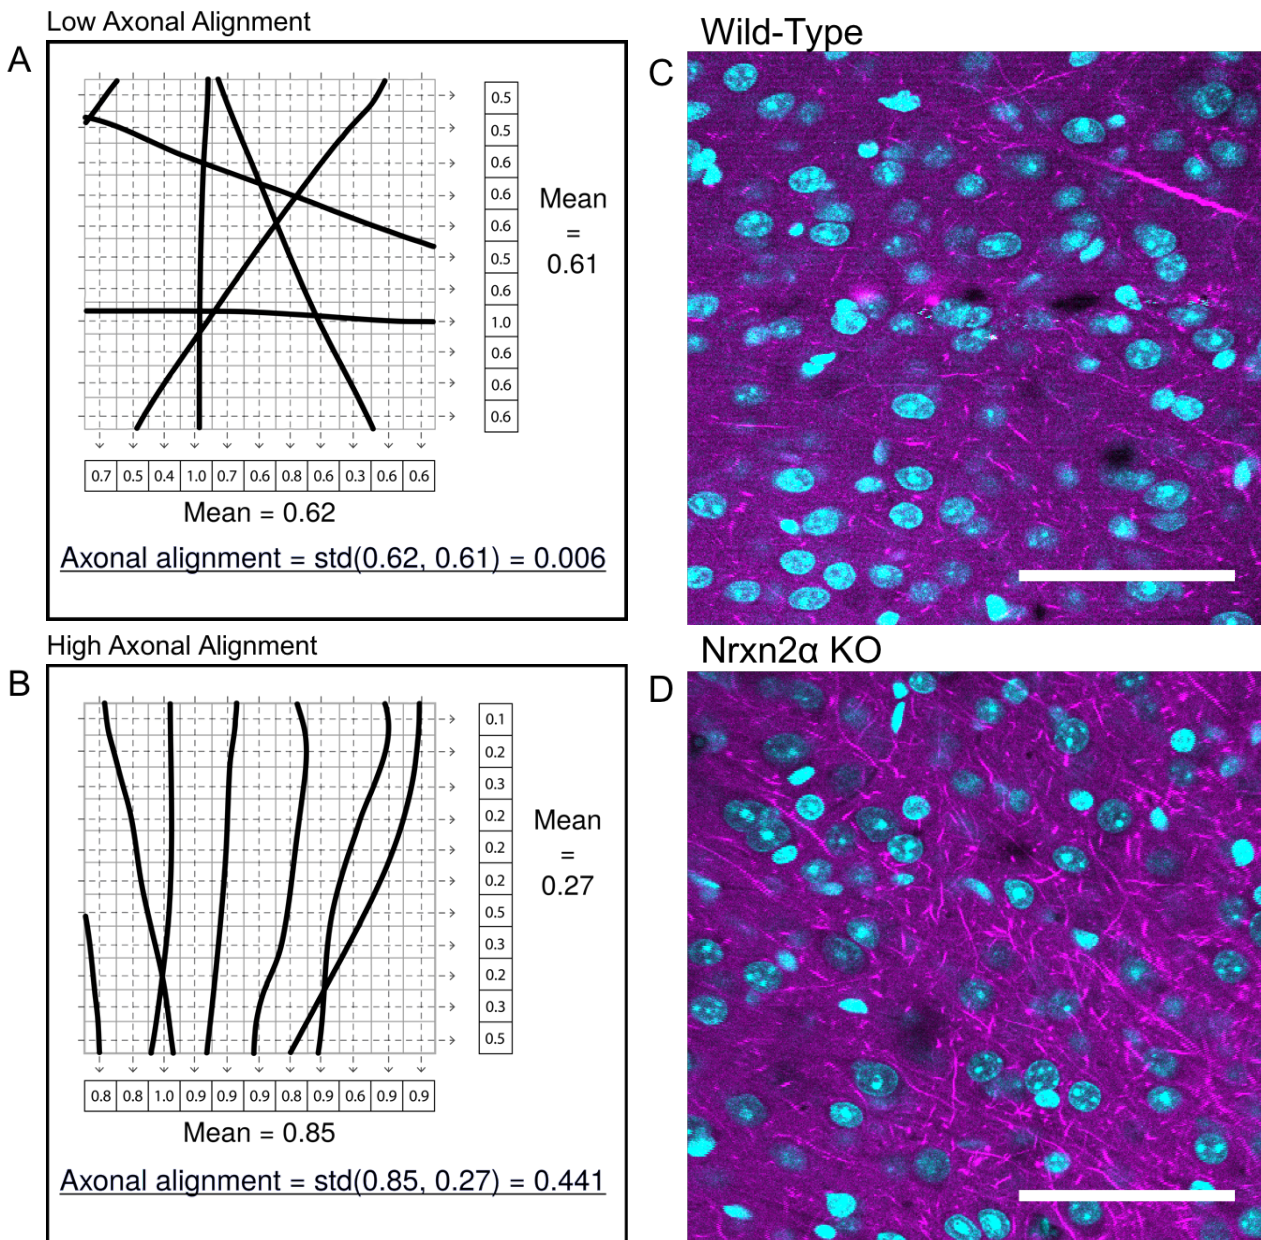 Low Axonal Alignment
A
0.5
0.5
0.6
0.6
0.6
0.5
0.6
1.0
0.6
0.6
0.6
Mean
=
0.61
0.7 0.5 0.4 1.0 0.7 0.6 0.8 0.6 0.3 0.6 0.6
Mean = 0.62
Axonal alignment = std(0.62, 0.61) = 0.006
High Axonal Alignment
B
0.1
0.2
0.3
0.2
0.2
0.2
0.5
0.3
0.2
0.3
0.5
Mean
=
0.27
0.8 0.8 1.0 0.9 0.9 0.9 0.8 0.9 0.6 0.9 0.9
Mean = 0.85
Axonal alignment = std(0.85, 0.27) = 0.441
Wild-Type
C
Nrxn2α KO
D